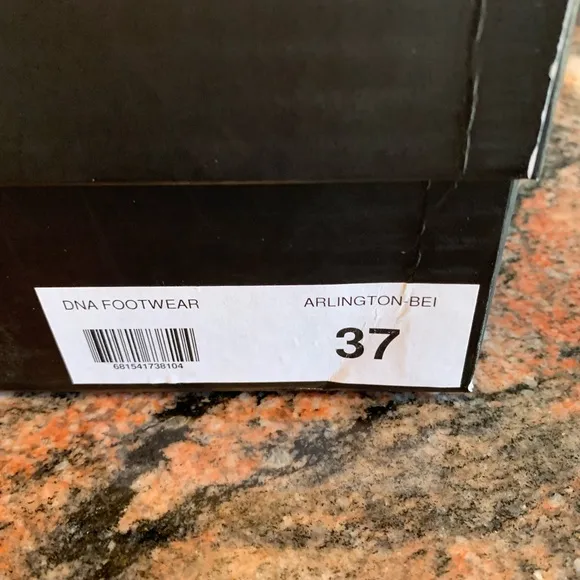 DNA FOOTWEAR ARLINGTON-BEI
37
681541738104